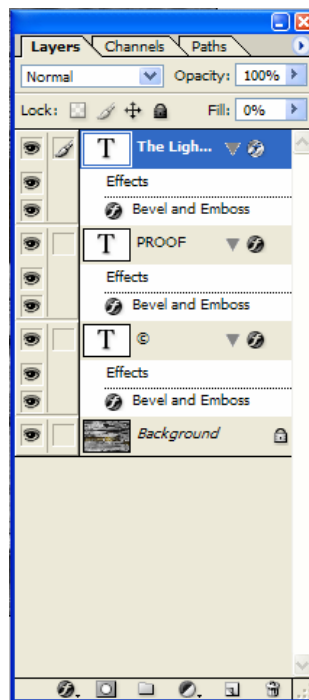 Layers Channels Paths
Normal Opacity: 100%
Lock: Fill: 0%
T The Ligh...
Effects
Bevel and Emboss
T PROOF
Effects
Bevel and Emboss
T ©
Effects
Bevel and Emboss
Background